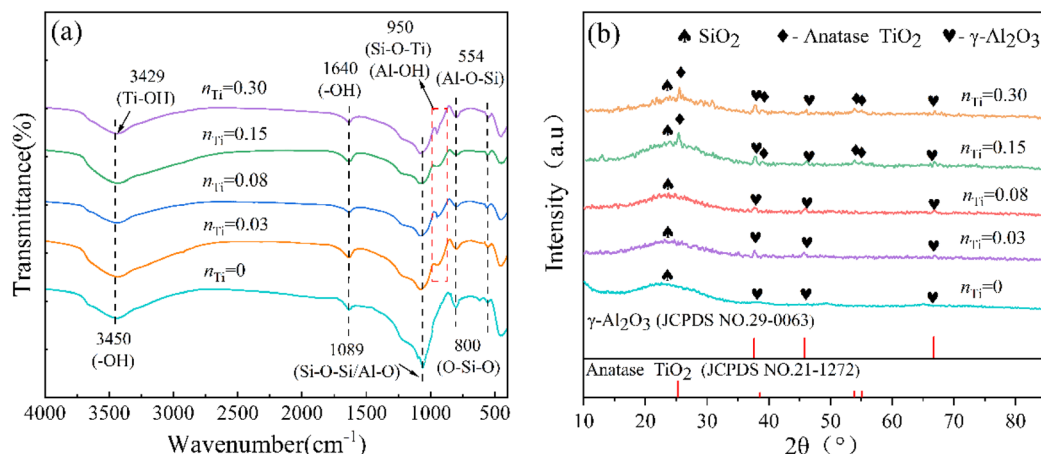 (a)
950
(Si-O-Ti)
(Al-OH)
554
(Al-O-Si)
1640
(-OH)
3429
(Ti-OH)
nTi=0.30
nTi=0.15
nTi=0.08
nTi=0.03
nTi=0
3450
(-OH)
1089
(Si-O-Si/Al-O)
800
(O-Si-O)
Transmittance(%)
4000 3500 3000 2500 2000 1500 1000 500
Wavenumber(cm⁻¹)
(b)
♠ SiO₂ ♦ - Anatase TiO₂ ♥ - γ-Al₂O₃
nTi=0.30
nTi=0.15
nTi=0.08
nTi=0.03
nTi=0
γ-Al₂O₃ (JCPDS NO.29-0063)
Anatase TiO₂ (JCPDS NO.21-1272)
Intensity (a.u)
10 20 30 40 50 60 70 80
2θ (°)